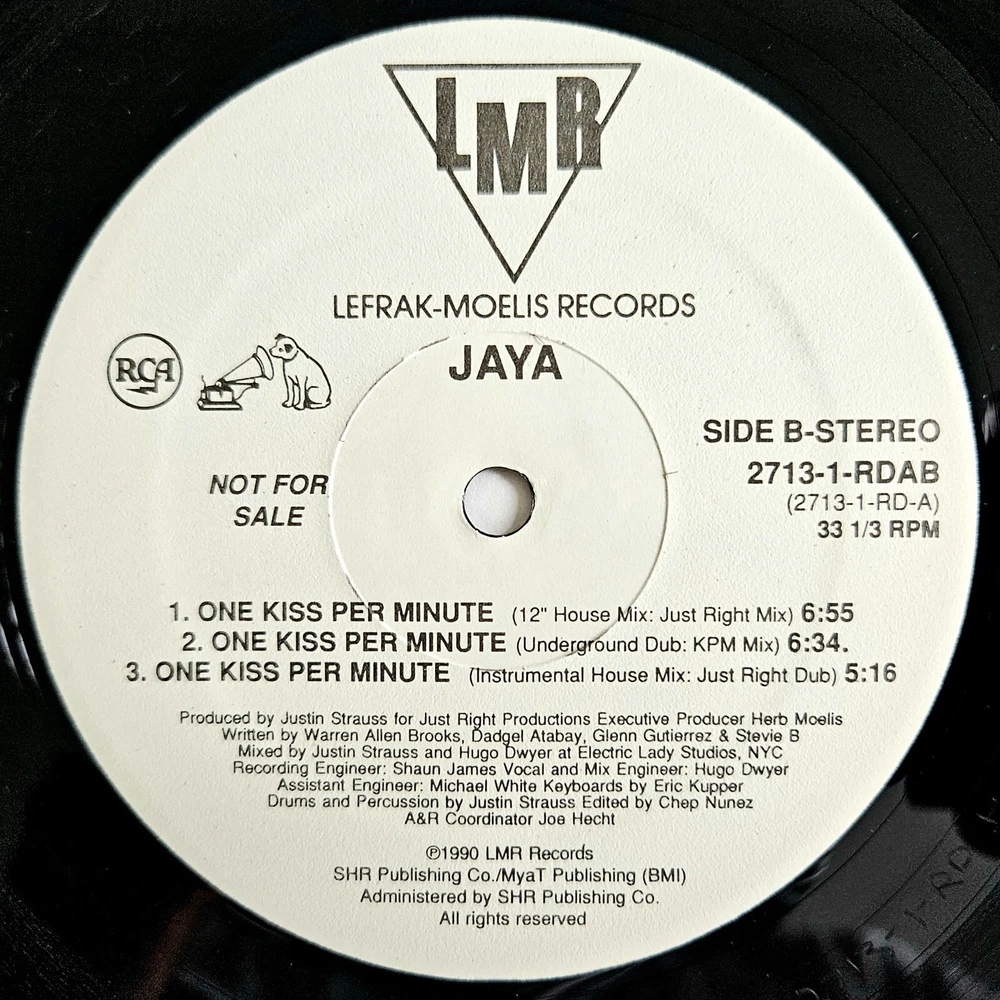 LMR
LEFRAK-MOELIS RECORDS
RCA
JAYA
SIDE B-STEREO
2713-1-RDAB
(2713-1-RD-A)
33 1/3 RPM
NOT FOR
SALE
1. ONE KISS PER MINUTE (12" House Mix: Just Right Mix) 6:55
2. ONE KISS PER MINUTE (Underground Dub: KPM Mix) 6:34.
3. ONE KISS PER MINUTE (Instrumental House Mix: Just Right Dub) 5:16
Produced by Justin Strauss for Just Right Productions Executive Producer Herb Moelis
Written by Warren Allen Brooks, Dadgel Atabay, Glenn Gutierrez & Stevie B
Mixed by Justin Strauss and Hugo Dwyer at Electric Lady Studios, NYC
Recording Engineer: Shaun James Vocal and Mix Engineer: Hugo Dwyer
Assistant Engineer: Michael White Keyboards by Eric Kupper
Drums and Percussion by Justin Strauss Edited by Chep Nunez
A&R Coordinator Joe Hecht
℗1990 LMR Records
SHR Publishing Co./MyaT Publishing (BMI)
Administered by SHR Publishing Co.
All rights reserved